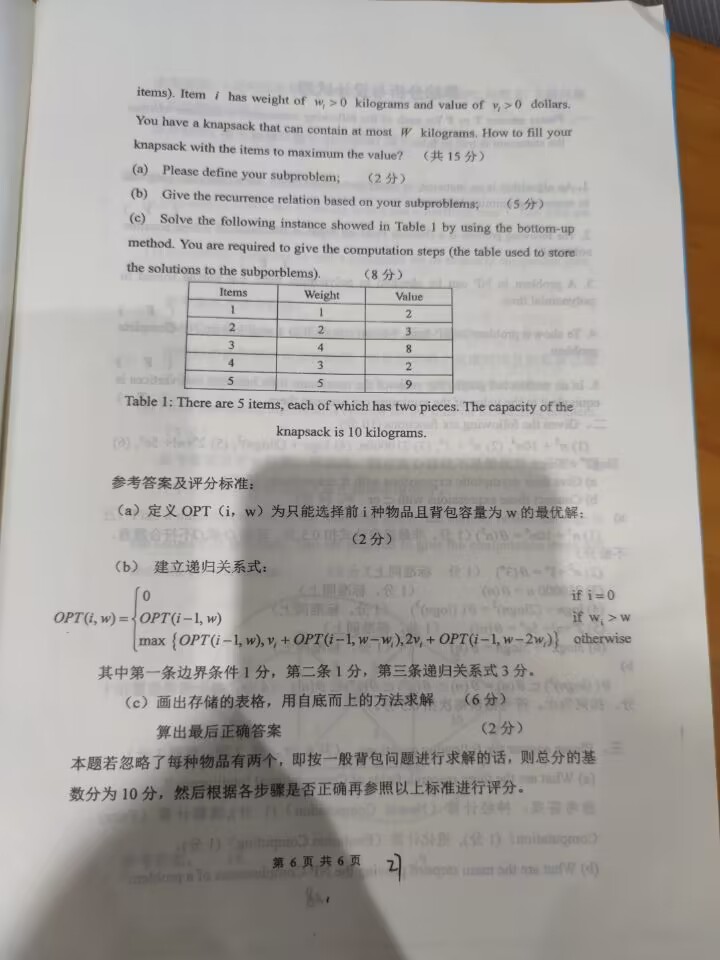 items). Item i has weight of wᵢ > 0 kilograms and value of vᵢ > 0 dollars.
You have a knapsack that can contain at most W kilograms. How to fill your
knapsack with the items to maximum the value? （共 15 分）
(a) Please define your subproblem; （2 分）
(b) Give the recurrence relation based on your subproblems; （5 分）
(c) Solve the following instance showed in Table 1 by using the bottom-up
method. You are required to give the computation steps (the table used to store
the solutions to the subporblems). （8 分）
Items Weight Value
1 1 2
2 2 3
3 4 8
4 3 2
5 5 9
Table 1: There are 5 items, each of which has two pieces. The capacity of the
knapsack is 10 kilograms.
参考答案及评分标准：
（a）定义 OPT（i，w）为只能选择前 i 种物品且背包容量为 w 的最优解；
（2 分）
（b） 建立递归关系式：
0 if i = 0
OPT(i, w) = { OPT(i−1, w) if wᵢ > w
max {OPT(i−1, w), vᵢ + OPT(i−1, w−wᵢ), 2vᵢ + OPT(i−1, w−2wᵢ)} oitherwise
其中第一条边界条件 1 分，第二条 1 分，第三条递归关系式 3 分。
（c）画出存储的表格，用自底而上的方法求解 （6 分）
算出最后正确答案 （2 分）
本题若忽略了每种物品有两个，即按一般背包问题进行求解的话，则总分的基
数分为 10 分，然后根据各步骤是否正确再参照以上标准进行评分。
第 6 页 共 6 页 27